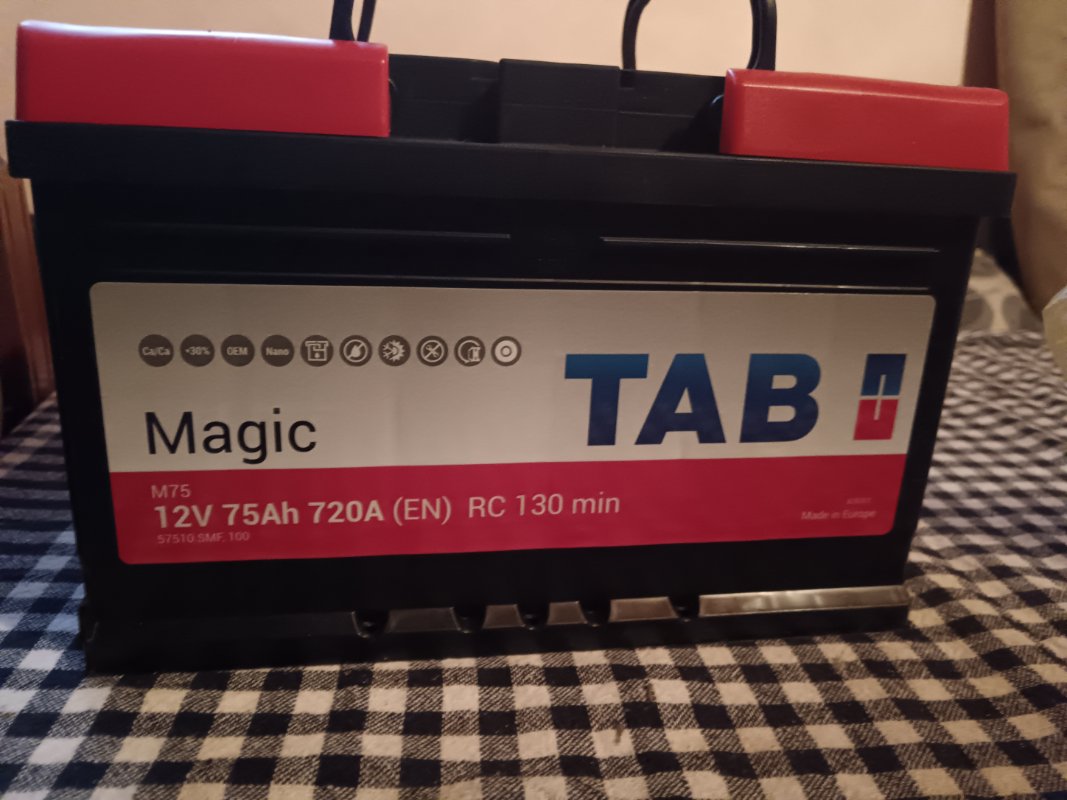 Ca/Ca +30% OEM Nano
TAB
Magic
M75
12V 75Ah 720A (EN) RC 130 min
57510 SMF, 100
Made in Europe